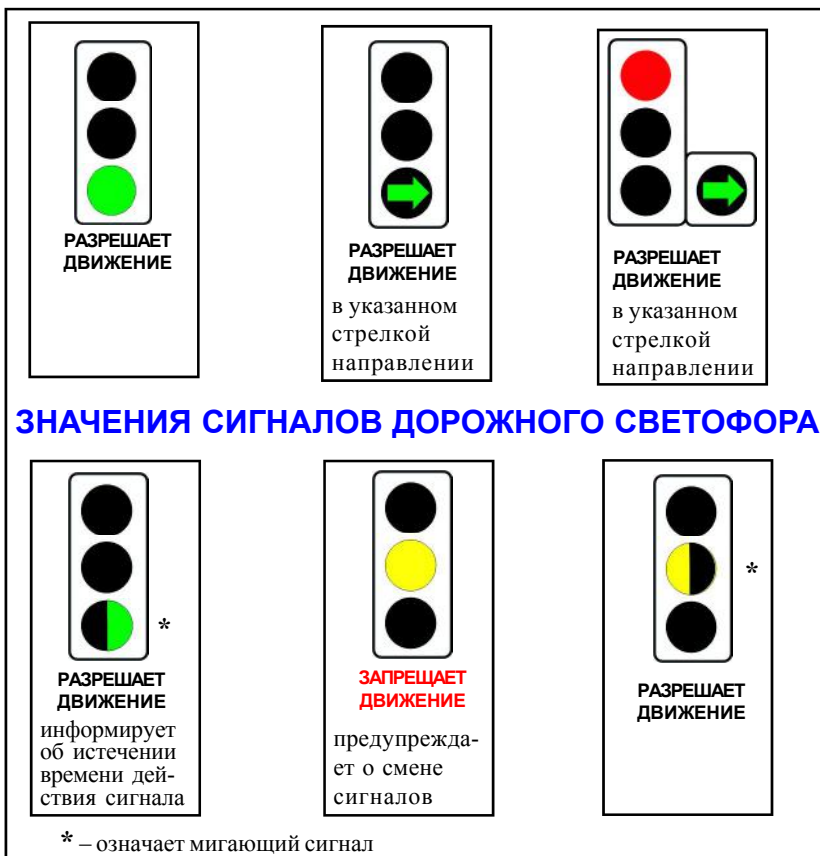 РАЗРЕШАЕТ
ДВИЖЕНИЕ
РАЗРЕШАЕТ
ДВИЖЕНИЕ
в указанном
стрелкой
направлении
РАЗРЕШАЕТ
ДВИЖЕНИЕ
в указанном
стрелкой
направлении
ЗНАЧЕНИЯ СИГНАЛОВ ДОРОЖНОГО СВЕТОФОРА
*
РАЗРЕШАЕТ
ДВИЖЕНИЕ
информирует
об истечении
времени дей-
ствия сигнала
ЗАПРЕЩАЕТ
ДВИЖЕНИЕ
предупрежда-
ет о смене
сигналов
*
РАЗРЕШАЕТ
ДВИЖЕНИЕ
* – означает мигающий сигнал